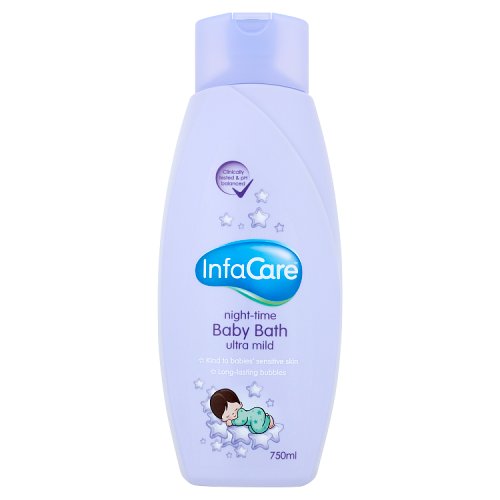 Clinically
tested & pH
balanced
InfaCare™
night-time
Baby Bath
ultra mild
Kind to babies' sensitive skin
Long-lasting bubbles
750ml